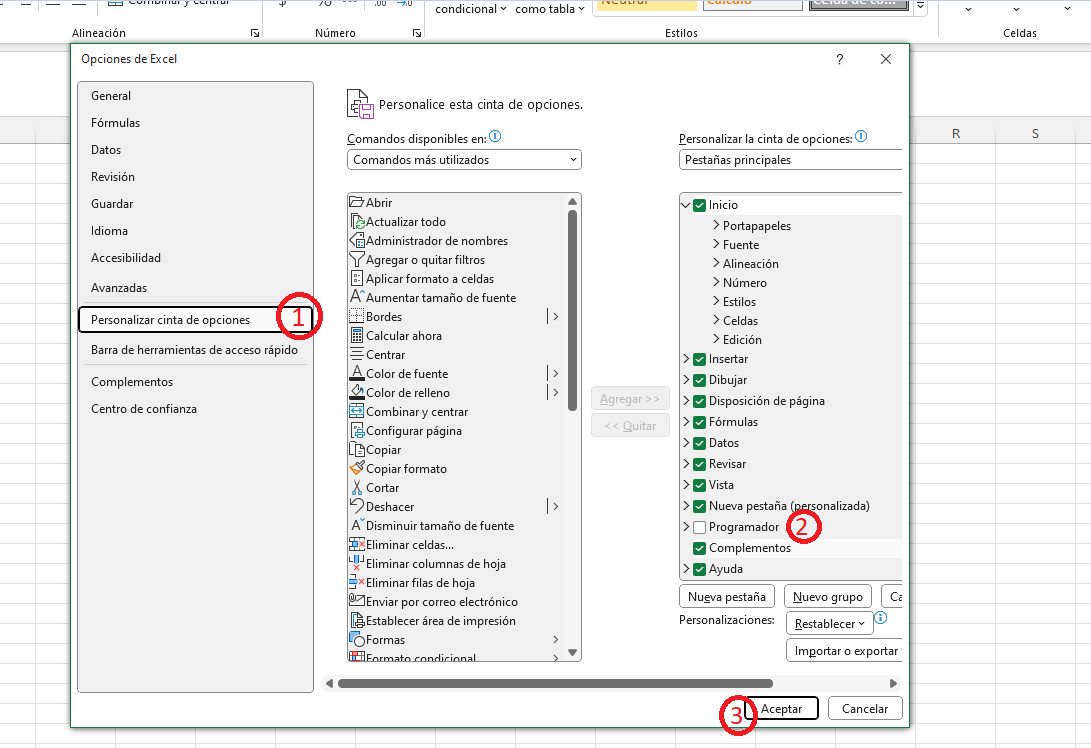 Combinar y centrar
$ % 000
condicional como tabla
Neutral
Cálculo
Celda de co...
Alineación
Número
Estilos
Celdas
Opciones de Excel
?
General
Fórmulas
Datos
Revisión
Guardar
Idioma
Accesibilidad
Avanzadas
Personalizar cinta de opciones
1
Barra de herramientas de acceso rápido
Complementos
Centro de confianza
Personalice esta cinta de opciones.
Comandos disponibles en:
Comandos más utilizados
Abrir
Actualizar todo
Administrador de nombres
Agregar o quitar filtros
Aplicar formato a celdas
Aumentar tamaño de fuente
Bordes
Calcular ahora
Centrar
Color de fuente
Color de relleno
Combinar y centrar
Configurar página
Copiar
Copiar formato
Cortar
Deshacer
Disminuir tamaño de fuente
Eliminar celdas...
Eliminar columnas de hoja
Eliminar filas de hoja
Enviar por correo electrónico
Establecer área de impresión
Formas
Formato condicional
Agregar >>
<< Quitar
Personalizar la cinta de opciones:
Pestañas principales
Inicio
Portapapeles
Fuente
Alineación
Número
Estilos
Celdas
Edición
Insertar
Dibujar
Disposición de página
Fórmulas
Datos
Revisar
Vista
Nueva pestaña (personalizada)
Programador
2
Complementos
Ayuda
Nueva pestaña
Nuevo grupo
Ca
Personalizaciones:
Restablecer
Importar o exportar
3
Aceptar
Cancelar
R
S